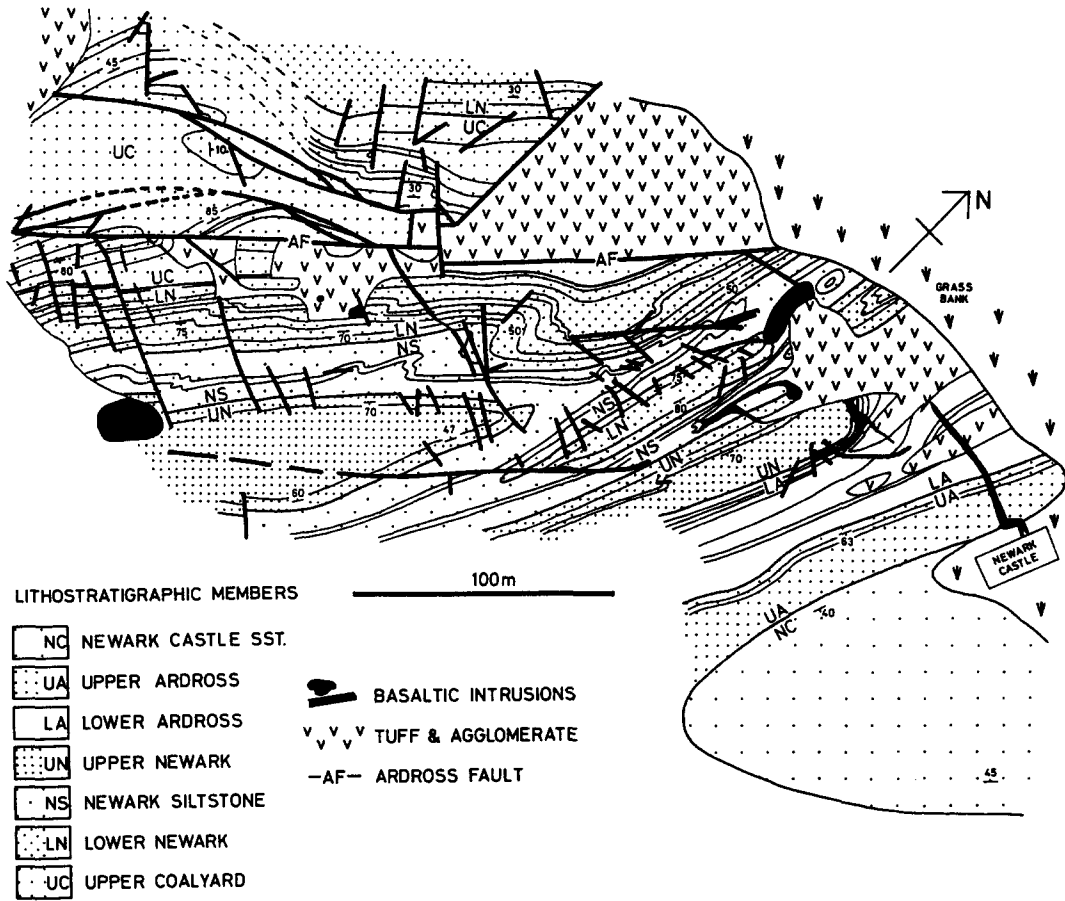 45
30
LN
UC
UC
10
30
N
85
AF
AF
GRASS
BANK
80
UC
LN
50
75
70
LN
NS
50
75
NS
UN
70
NS
LN
80
47
NS
UN
70
UN
LA
LA
UA
60
63
NEWARK
CASTLE
UA
NC
40
45
100m
LITHOSTRATIGRAPHIC MEMBERS
NC NEWARK CASTLE SST.
UA UPPER ARDROSS
LA LOWER ARDROSS
UN UPPER NEWARK
NS NEWARK SILTSTONE
LN LOWER NEWARK
UC UPPER COALYARD
BASALTIC INTRUSIONS
TUFF & AGGLOMERATE
—AF— ARDROSS FAULT